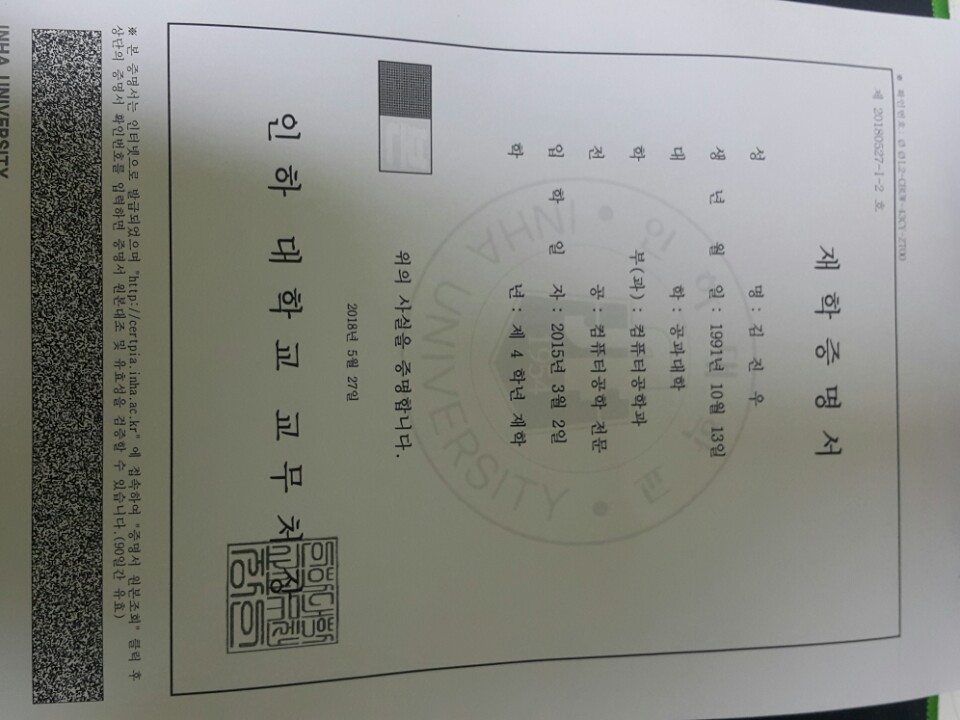 ※ 확인번호: ØØL2-CRUW-43CY-Z700
제 20180527-I-2 호
재 학 증 명 서
성 명 : 김 진 우
생 년 월 일 : 1991년 10월 13일
대 학 : 공과대학
학 부(과) : 컴퓨터공학과
전 공 : 컴퓨터공학 전문
입 학 일 자 : 2015년 3월 2일
학 년 : 제 4 학년 재학
인하대학교
1954
INHA UNIVERSITY
위의 사실을 증명합니다.
2018년 5월 27일
인 하 대 학 교 교 무 처 장
※ 본 증명서는 인터넷으로 발급되었으며 "http://certpia.inha.ac.kr" 에 접속하여 "증명서 원본조회" 클릭 후
상단의 증명서 확인번호를 입력하면 증명서 원본대조 및 유효성을 검증할 수 있습니다.(90일간 유효)
INHA UNIVERSITY